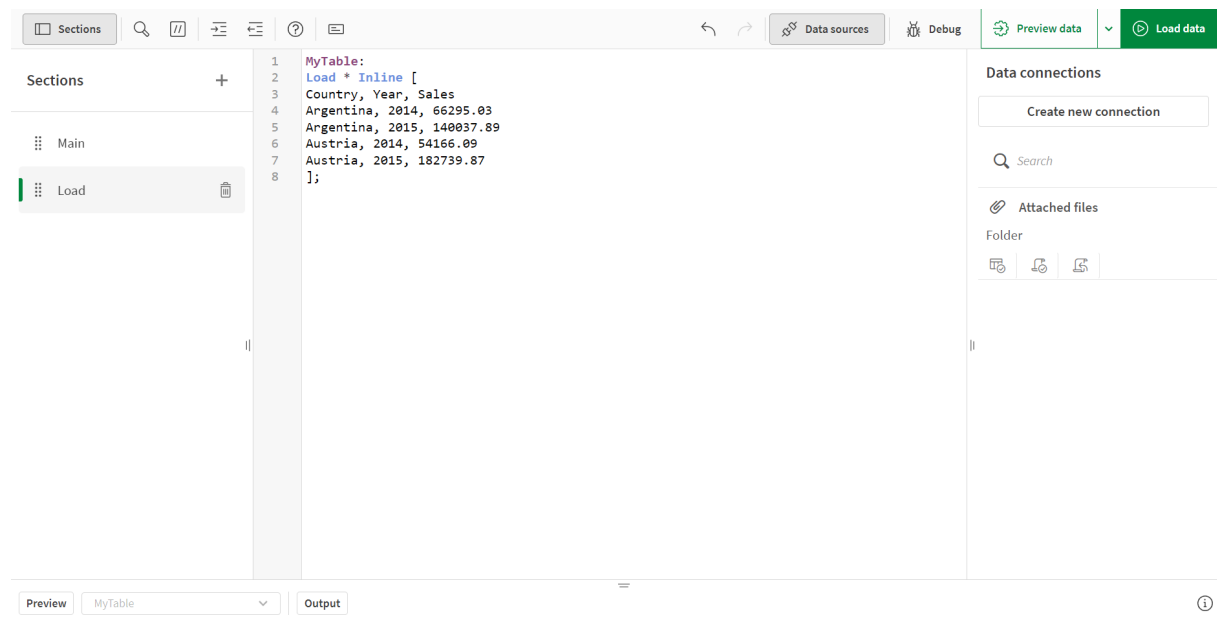 Sections
//
?
Data sources
Debug
Preview data
Load data
Sections
+
Main
Load
1 MyTable:
2 Load * Inline [
3 Country, Year, Sales
4 Argentina, 2014, 66295.03
5 Argentina, 2015, 140037.89
6 Austria, 2014, 54166.09
7 Austria, 2015, 182739.87
8 ];
Data connections
Create new connection
Search
Attached files
Folder
Preview
MyTable
Output